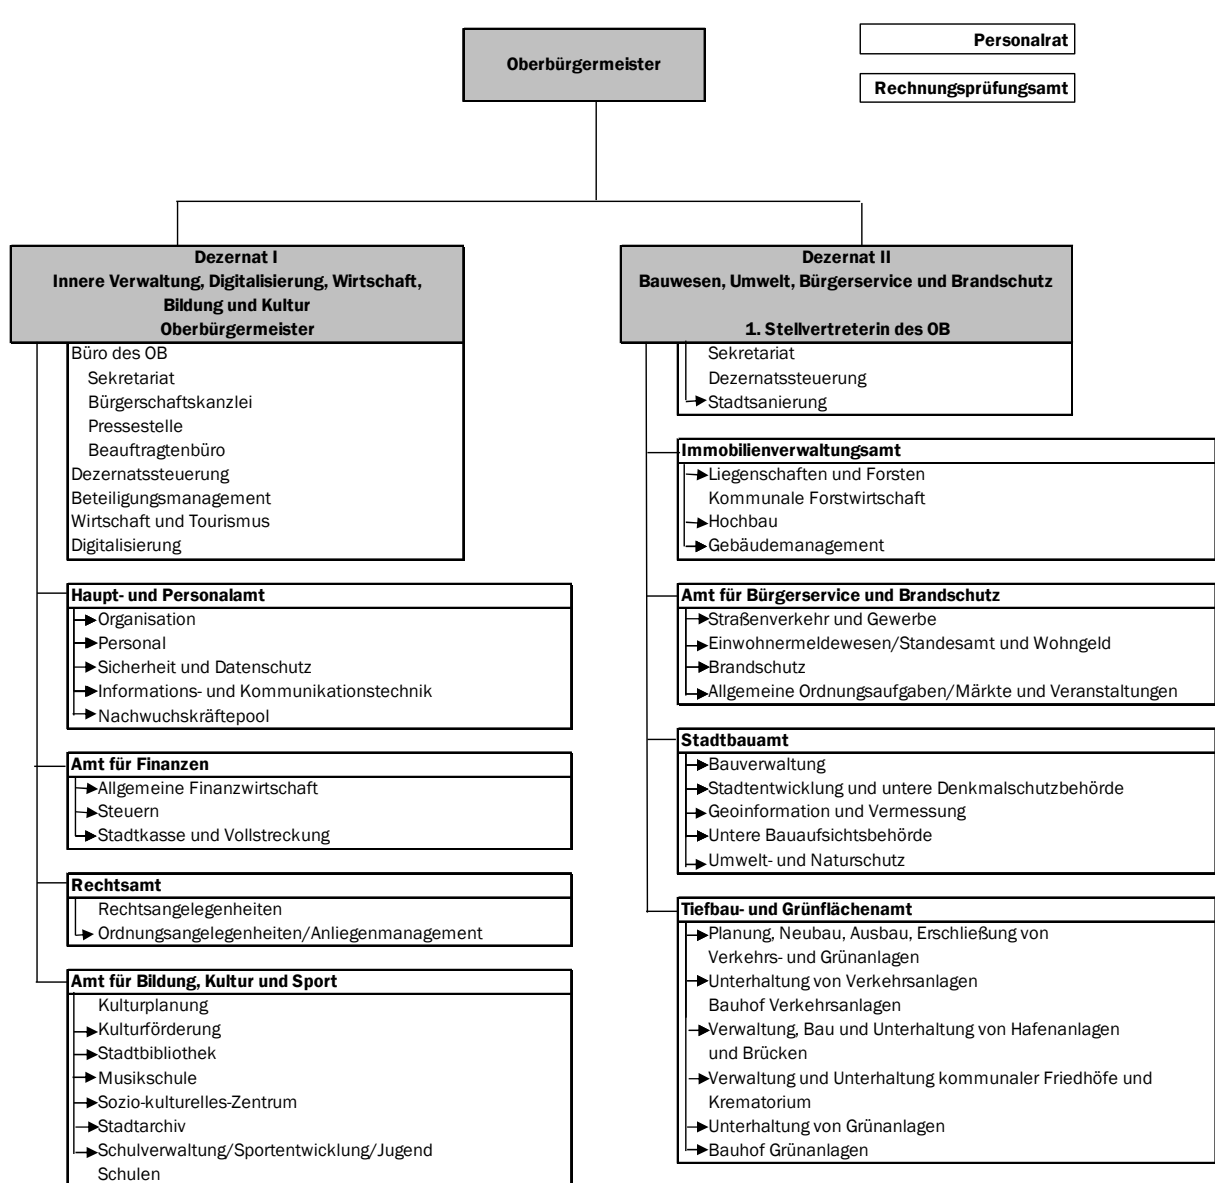 Oberbürgermeister
Personalrat
Rechnungsprüfungsamt
Dezernat I
Innere Verwaltung, Digitalisierung, Wirtschaft,
Bildung und Kultur
Oberbürgermeister
Büro des OB
Sekretariat
Bürgerschaftskanzlei
Pressestelle
Beauftragtenbüro
Dezernatssteuerung
Beteiligungsmanagement
Wirtschaft und Tourismus
Digitalisierung
Haupt- und Personalamt
Organisation
Personal
Sicherheit und Datenschutz
Informations- und Kommunikationstechnik
Nachwuchskräftepool
Amt für Finanzen
Allgemeine Finanzwirtschaft
Steuern
Stadtkasse und Vollstreckung
Rechtsamt
Rechtsangelegenheiten
Ordnungsangelegenheiten/Anliegenmanagement
Amt für Bildung, Kultur und Sport
Kulturplanung
Kulturförderung
Stadtbibliothek
Musikschule
Sozio-kulturelles-Zentrum
Stadtarchiv
Schulverwaltung/Sportentwicklung/Jugend
Schulen
Dezernat II
Bauwesen, Umwelt, Bürgerservice und Brandschutz
1. Stellvertreterin des OB
Sekretariat
Dezernatssteuerung
Stadtsanierung
Immobilienverwaltungsamt
Liegenschaften und Forsten
Kommunale Forstwirtschaft
Hochbau
Gebäudemanagement
Amt für Bürgerservice und Brandschutz
Straßenverkehr und Gewerbe
Einwohnermeldewesen/Standesamt und Wohngeld
Brandschutz
Allgemeine Ordnungsaufgaben/Märkte und Veranstaltungen
Stadtbauamt
Bauverwaltung
Stadtentwicklung und untere Denkmalschutzbehörde
Geoinformation und Vermessung
Untere Bauaufsichtsbehörde
Umwelt- und Naturschutz
Tiefbau- und Grünflächenamt
Planung, Neubau, Ausbau, Erschließung von
Verkehrs- und Grünanlagen
Unterhaltung von Verkehrsanlagen
Bauhof Verkehrsanlagen
Verwaltung, Bau und Unterhaltung von Hafenanlagen
und Brücken
Verwaltung und Unterhaltung kommunaler Friedhöfe und
Krematorium
Unterhaltung von Grünanlagen
Bauhof Grünanlagen